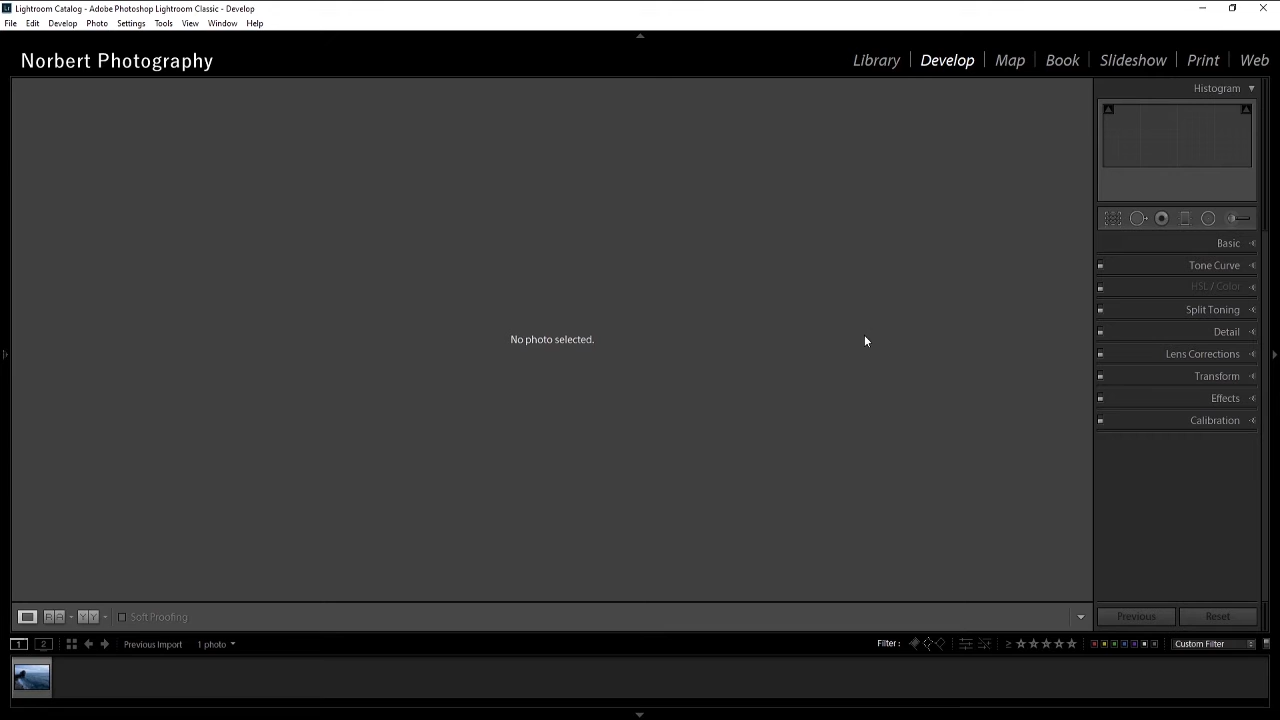 Lightroom Catalog - Adobe Photoshop Lightroom Classic - Develop
File Edit Develop Photo Settings Tools View Window Help
Norbert Photography
Library Develop Map Book Slideshow Print Web
Histogram
Basic
Tone Curve
HSL / Color
Split Toning
No photo selected.
Detail
Lens Corrections
Transform
Effects
Calibration
R A Y Y Soft Proofing
Previous Reset
1 2 Previous Import 1 photo Filter : Custom Filter